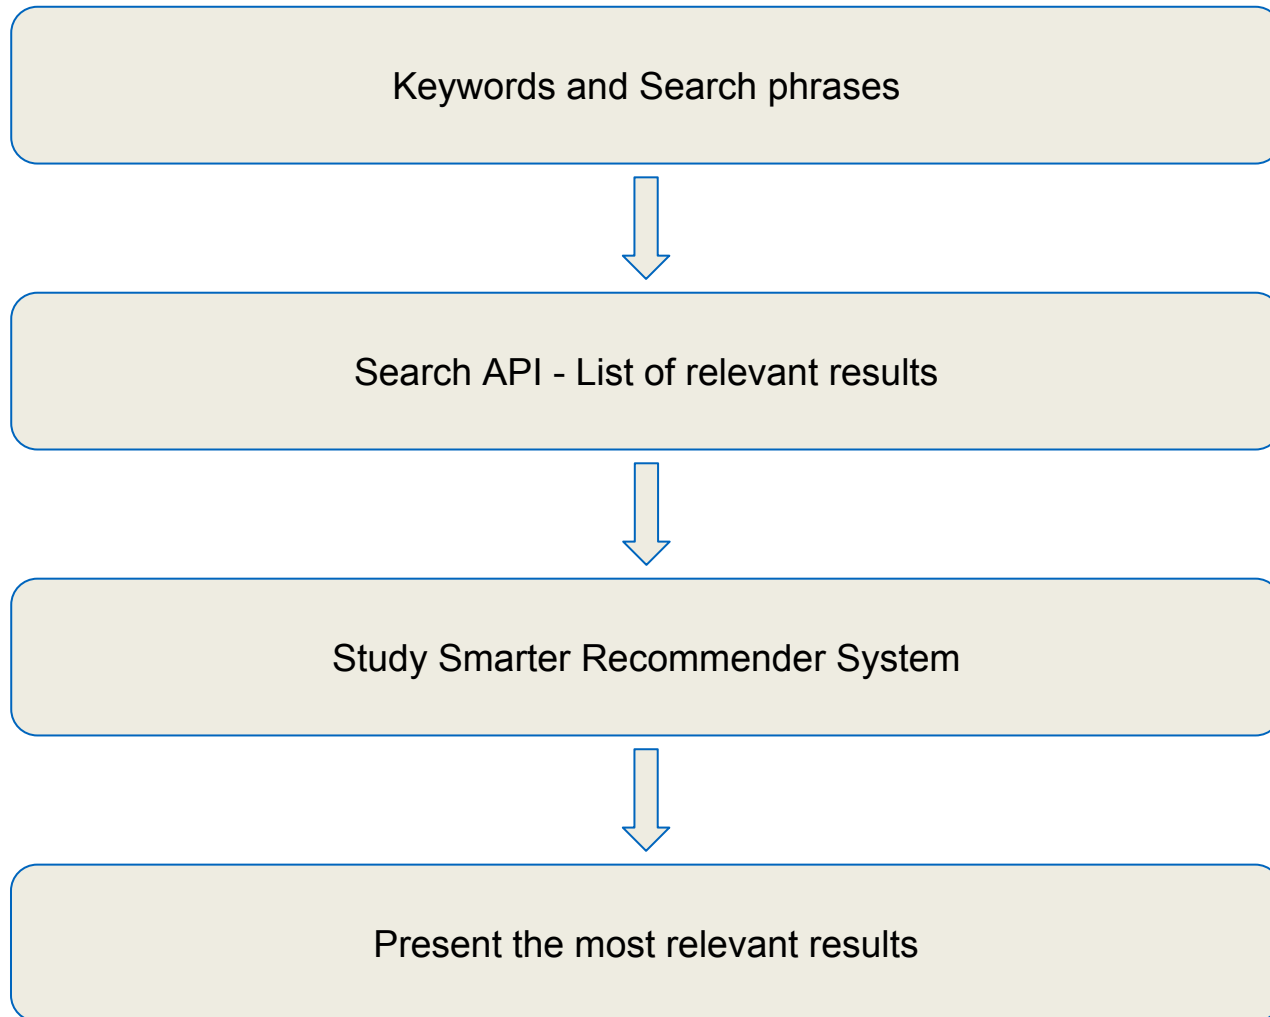 Keywords and Search phrases
Search API - List of relevant results
Study Smarter Recommender System
Present the most relevant results